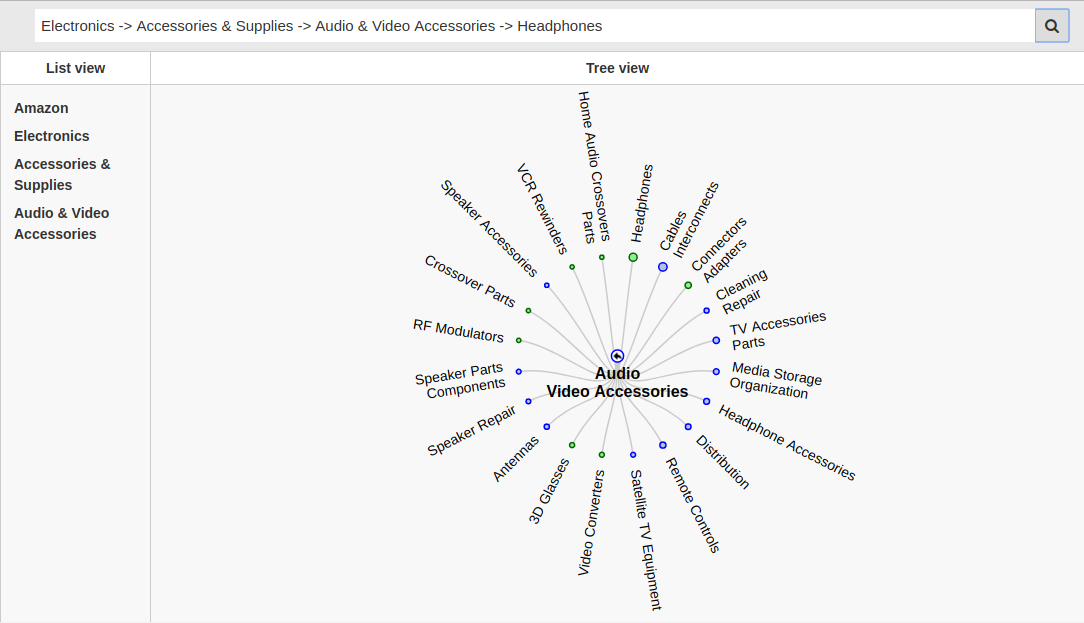 Electronics -> Accessories & Supplies -> Audio & Video Accessories -> Headphones
List view
Tree view
Amazon
Electronics
Accessories &
Supplies
Audio & Video
Accessories
Home Audio Crossovers
Parts
Headphones
Cables
Interconnects
Connectors
Adapters
Cleaning
Repair
TV Accessories
Parts
Media Storage
Organization
Headphone Accessories
Distribution
Remote Controls
Satellite TV Equipment
Video Converters
3D Glasses
Antennas
Speaker Repair
Speaker Parts
Components
RF Modulators
Crossover Parts
Speaker Accessories
VCR Rewinders
Audio
Video Accessories